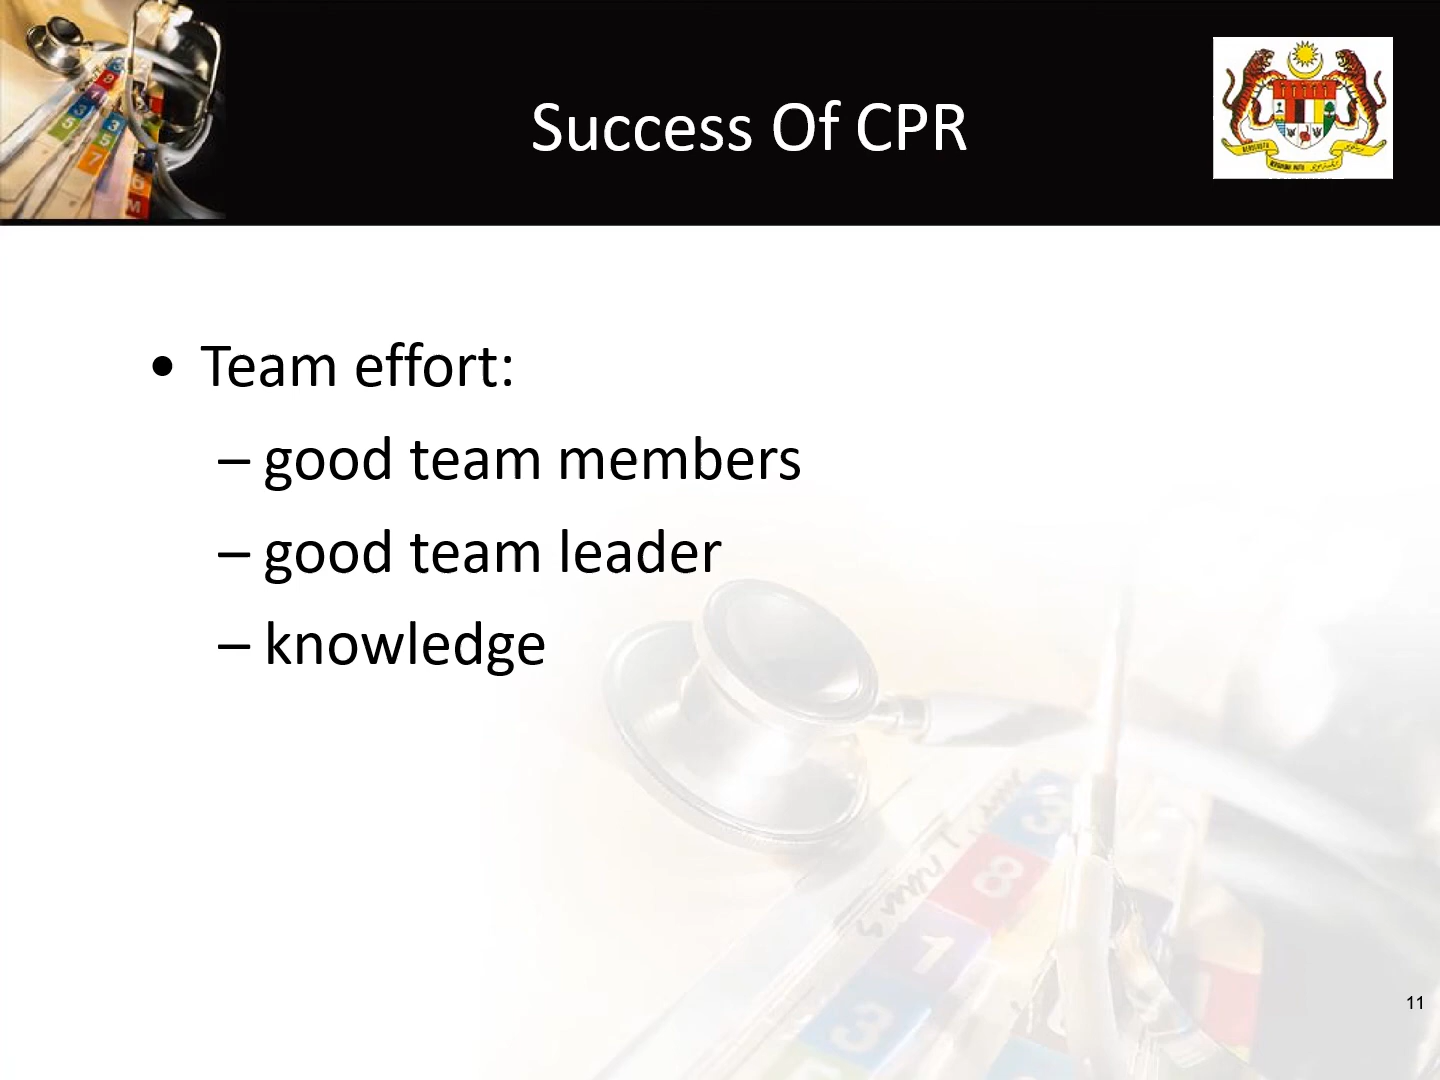 Success Of CPR
• Team effort:
– good team members
– good team leader
– knowledge
11